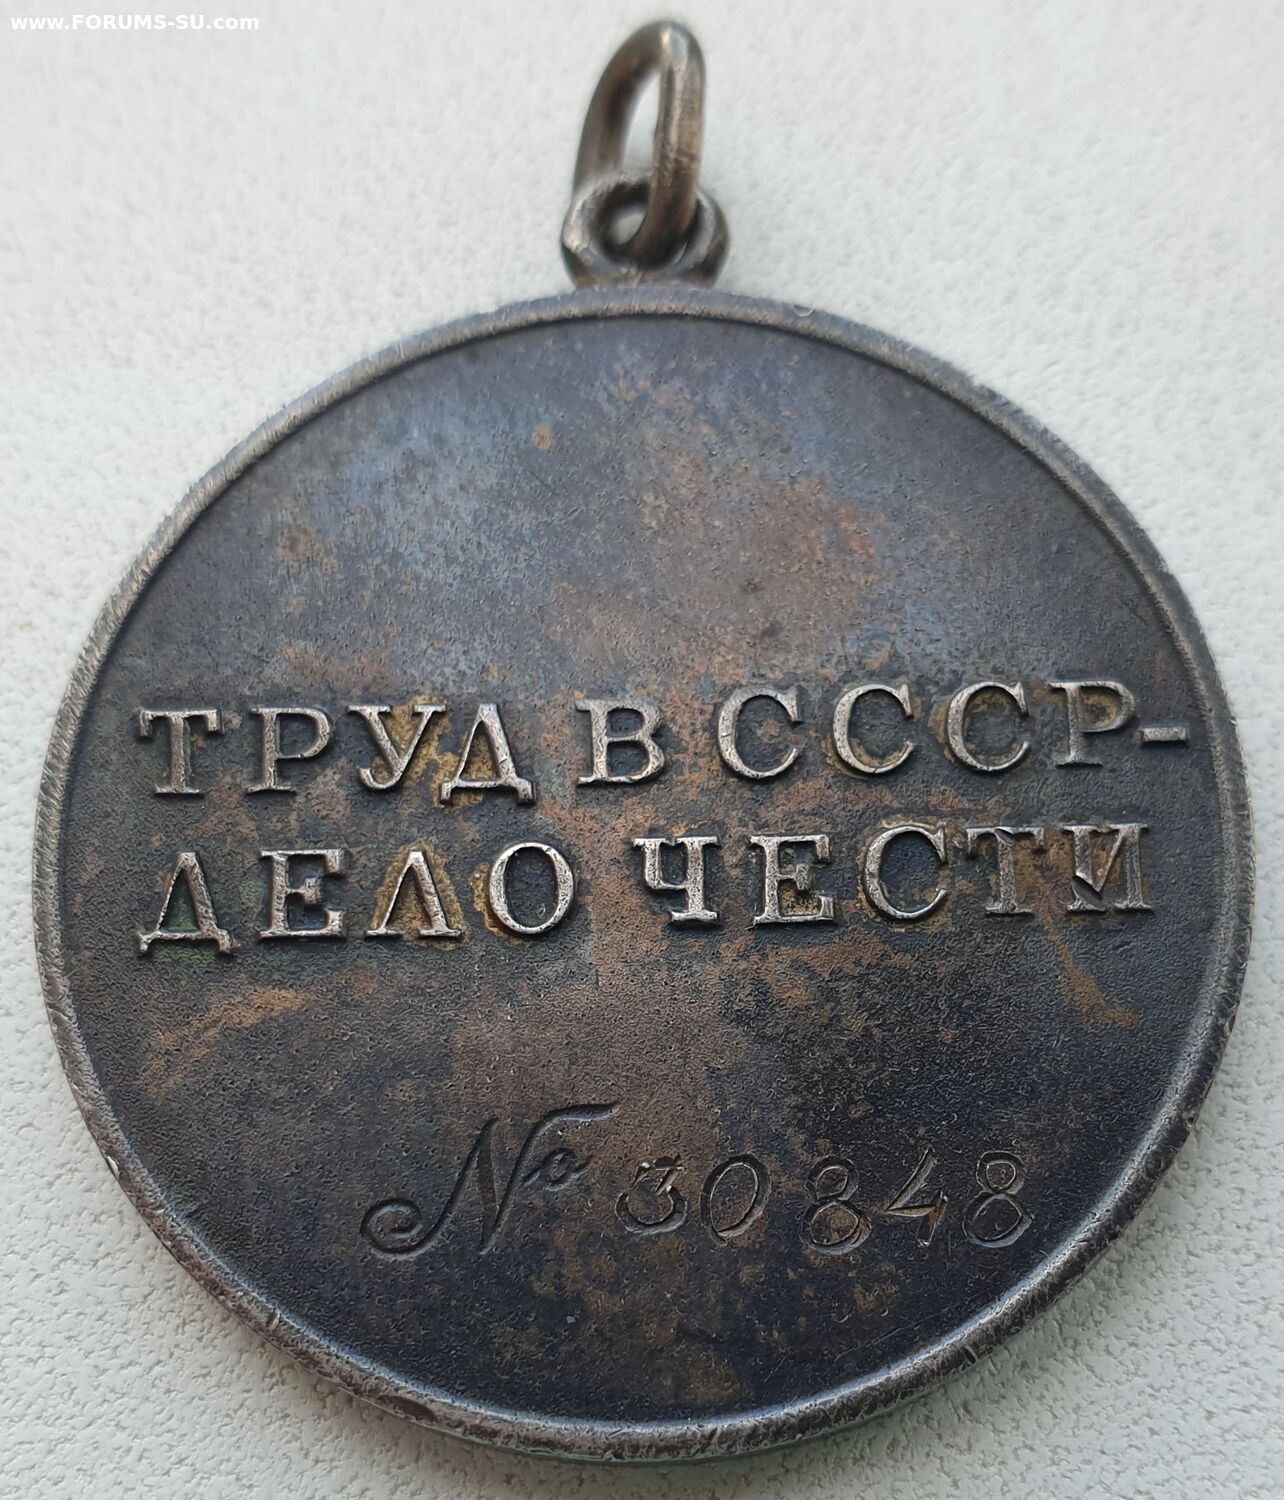 www.FORUMS-SU.com
ТРУД В СССР-
ДЕЛО ЧЕСТИ
№ 30848